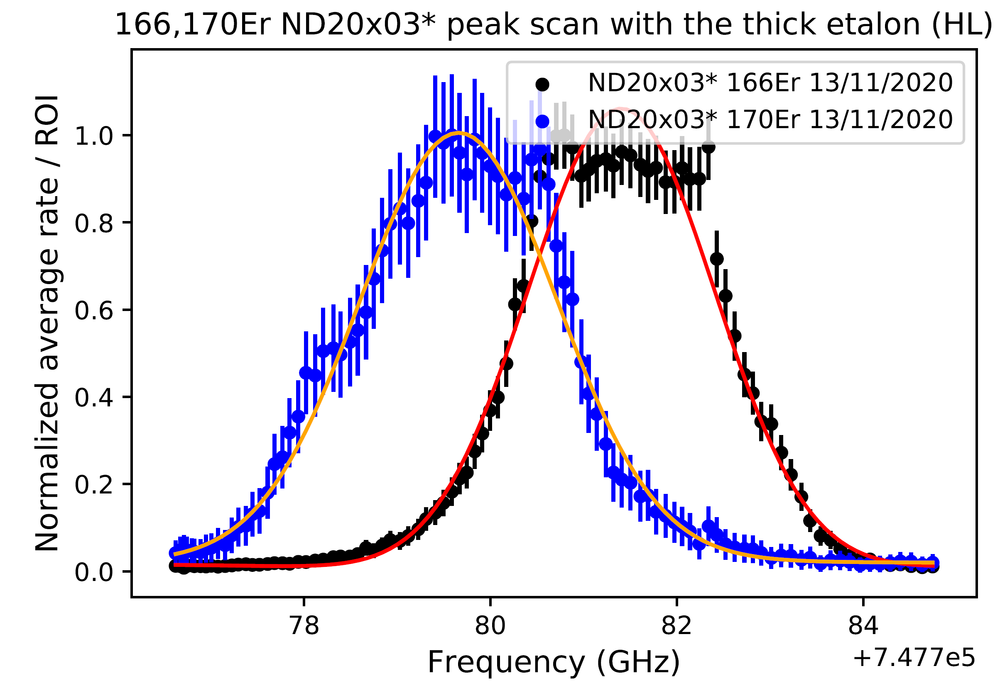 166,170Er ND20x03* peak scan with the thick etalon (HL)
ND20x03* 166Er 13/11/2020
ND20x03* 170Er 13/11/2020
Normalized average rate / ROI
1.0
0.8
0.6
0.4
0.2
0.0
78 80 82 84
+7.477e5
Frequency (GHz)